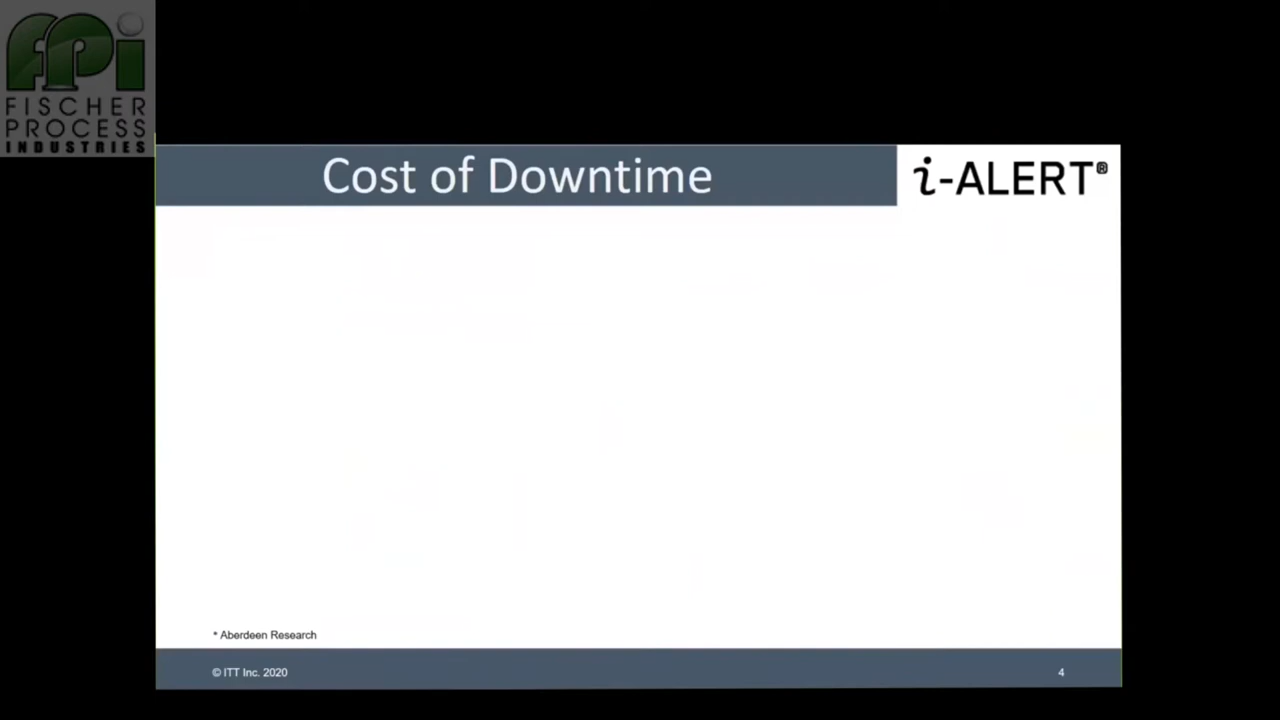 fpi
FISCHER
PROCESS
INDUSTRIES
Cost of Downtime
i-ALERT®
* Aberdeen Research
© ITT Inc. 2020
4